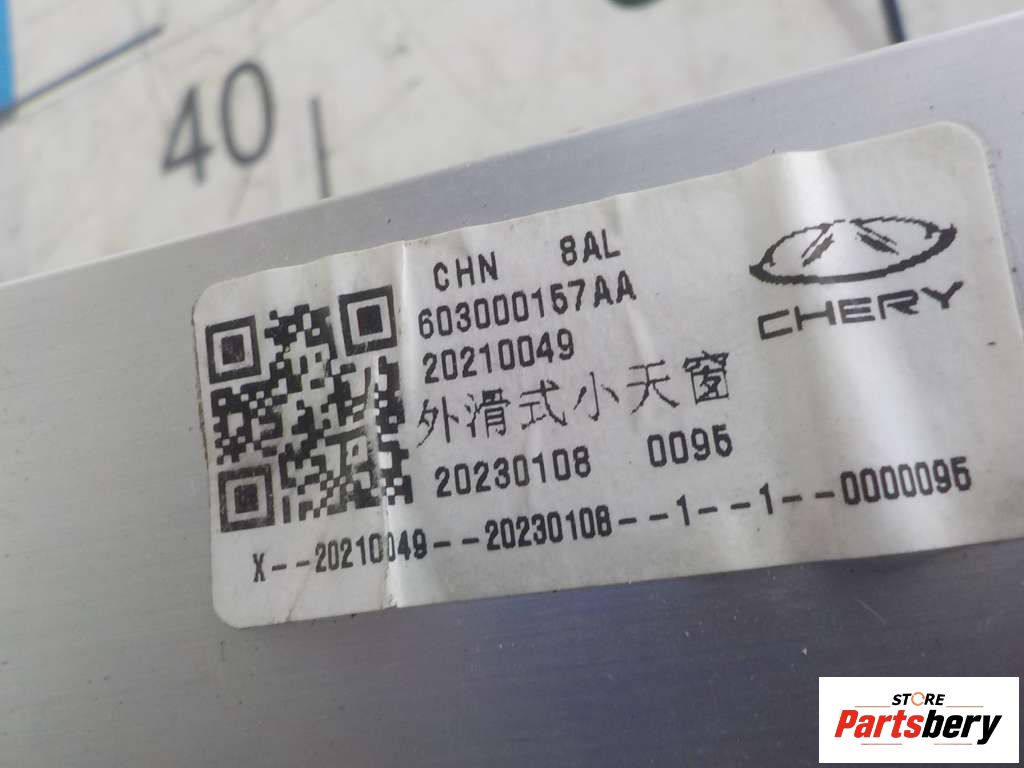 40
CHN 8AL
603000157AA
20210049
外滑式小天窗
20230108 0095
X--20210049--20230108--1--1--0000095
CHERY
STORE
Partsbery